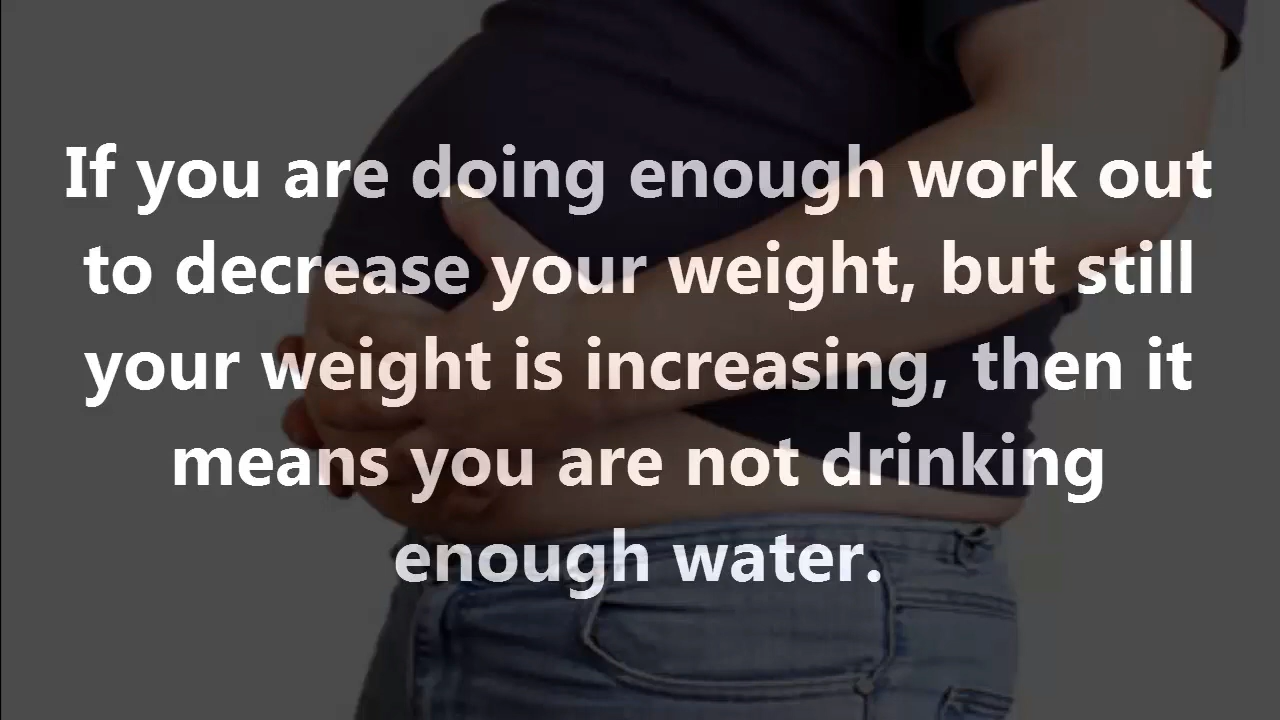 If you are doing enough work out
to decrease your weight, but still
your weight is increasing, then it
means you are not drinking
enough water.